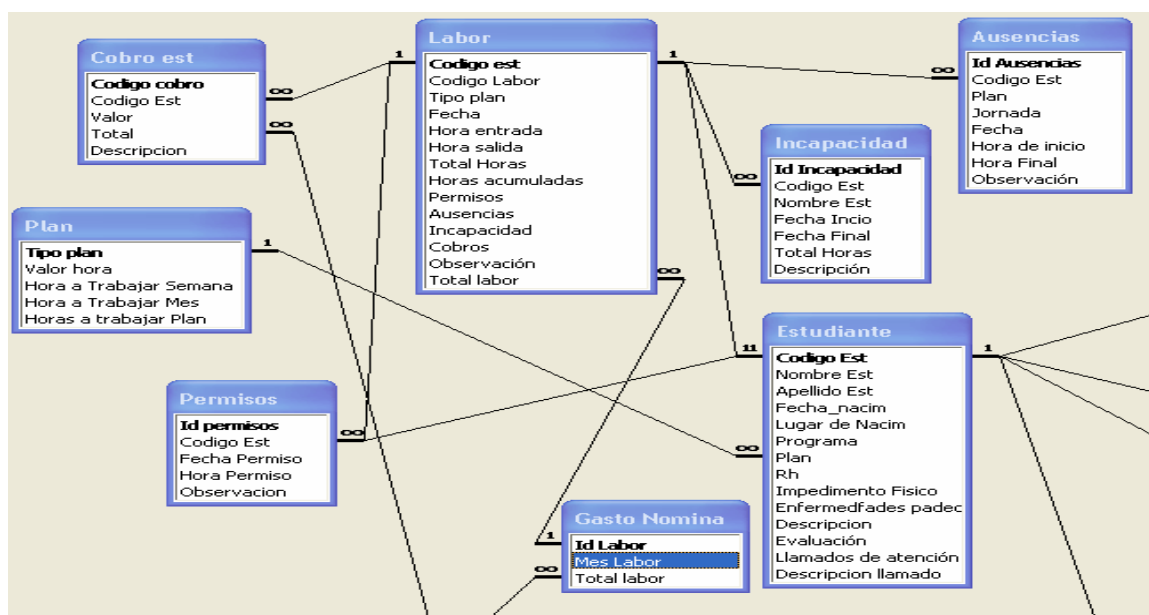 Cobro est
Codigo cobro
Codigo Est
Valor
Total
Descripcion
Labor
Codigo est
Codigo Labor
Tipo plan
Fecha
Hora entrada
Hora salida
Total Horas
Horas acumuladas
Permisos
Ausencias
Incapacidad
Cobros
Observación
Total labor
Ausencias
Id Ausencias
Codigo Est
Plan
Jornada
Fecha
Hora de inicio
Hora Final
Observación
Incapacidad
Id Incapacidad
Codigo Est
Nombre Est
Fecha Incio
Fecha Final
Total Horas
Descripción
Plan
Tipo plan
Valor hora
Hora a Trabajar Semana
Hora a Trabajar Mes
Horas a trabajar Plan
Permisos
Id permisos
Codigo Est
Fecha Permiso
Hora Permiso
Observacion
Estudiante
Codigo Est
Nombre Est
Apellido Est
Fecha_nacim
Lugar de Nacim
Programa
Plan
Rh
Impedimento Fisico
Enfermedfades padec
Descripcion
Evaluación
Llamados de atención
Descripcion llamado
Gasto Nomina
Id Labor
Mes Labor
Total labor
∞
∞
1
1
∞
∞
1
∞
∞
11
1
∞
1
∞